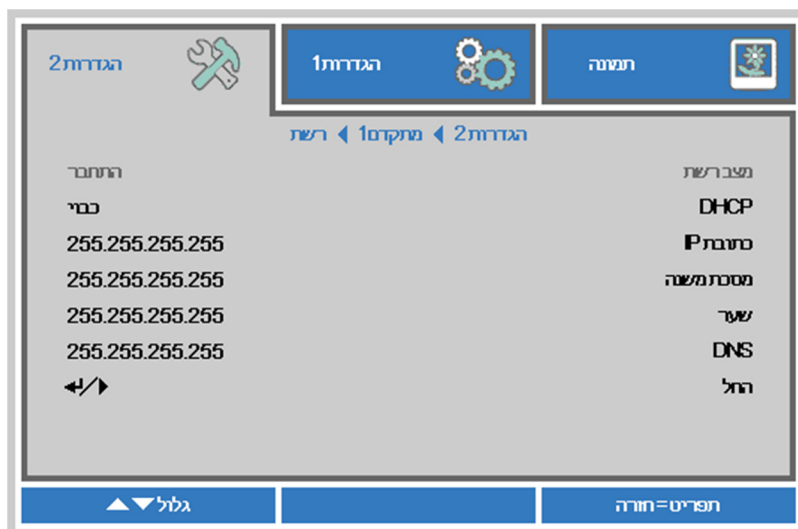 תמונה
הגדרות1
הגדרות2
הגדרות2 ◀ מתקדם1 ◀ רשת
מצב רשת התחבר
DHCP כבוי
כתובת IP 255.255.255.255
מסכת משנה 255.255.255.255
שער 255.255.255.255
DNS 255.255.255.255
החל ↵/▶
תפריט=חזרה
גלול▼▲